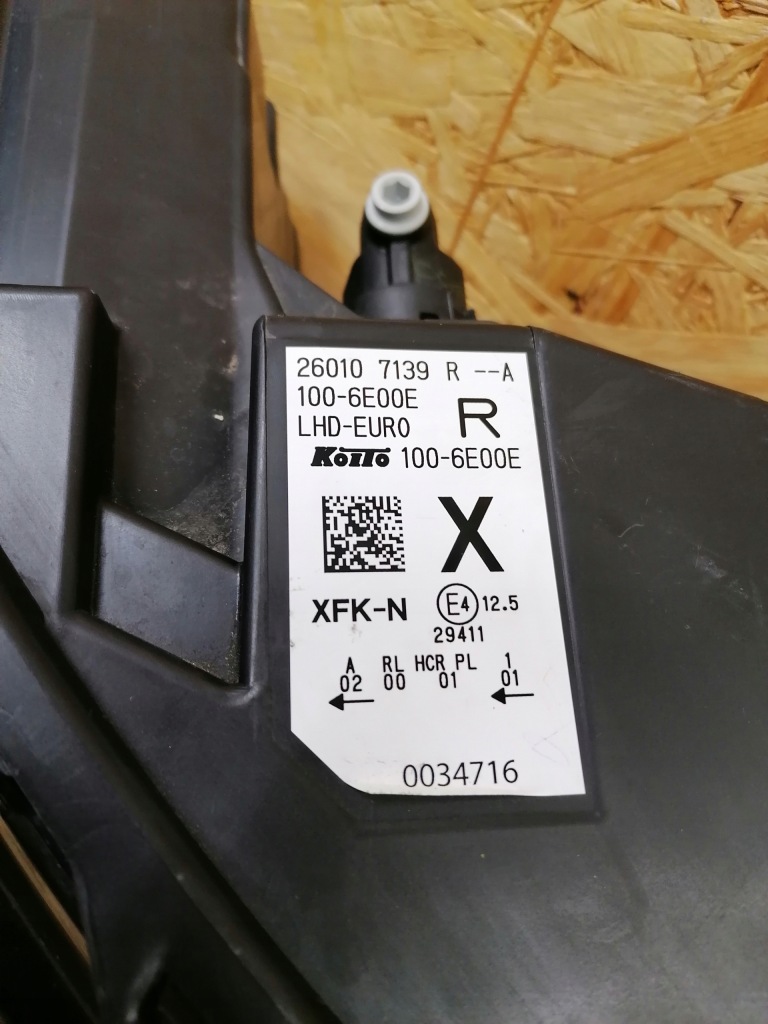 26010 7139 R --A
100-6E00E
LHD-EURO R
KOITO 100-6E00E
X
XFK-N E4 12.5
29411
A RL HCR PL 1
02 00 01 01
0034716